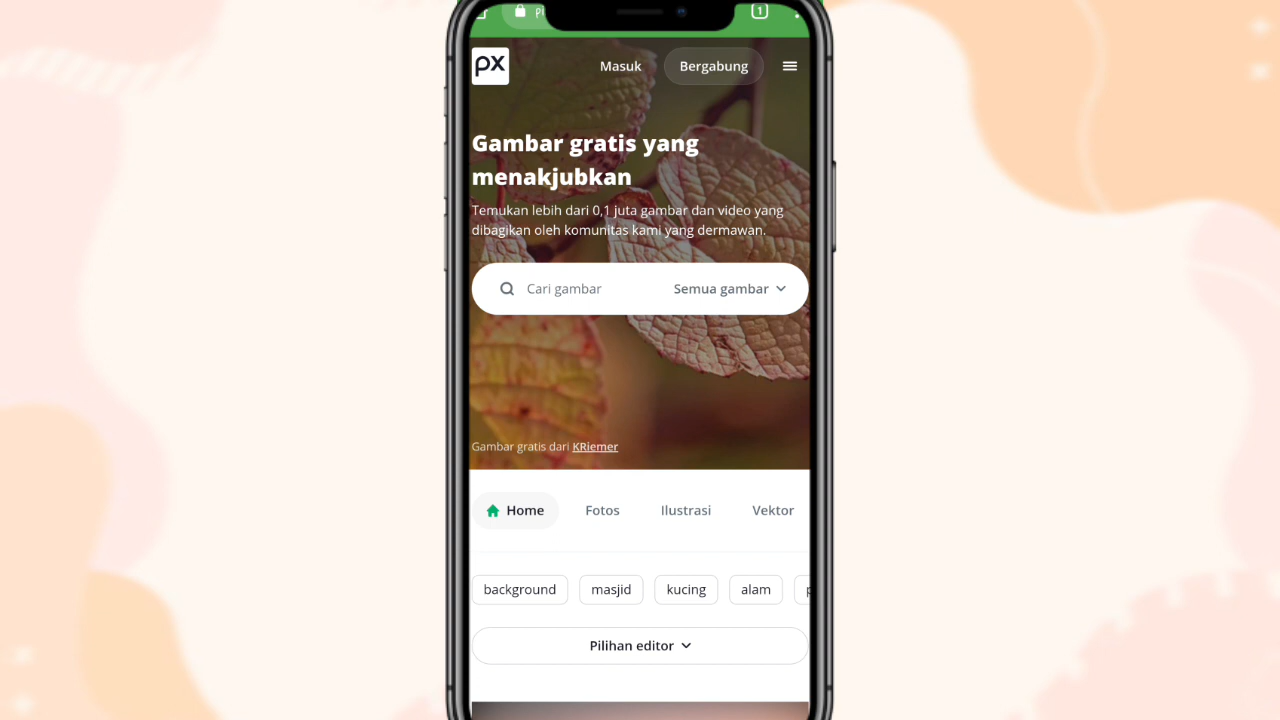 1
px
Masuk
Bergabung
Gambar gratis yang
menakjubkan
Temukan lebih dari 0,1 juta gambar dan video yang
dibagikan oleh komunitas kami yang dermawan.
Cari gambar
Semua gambar
Gambar gratis dari KRiemer
Home
Fotos
Ilustrasi
Vektor
background
masjid
kucing
alam
Pilihan editor